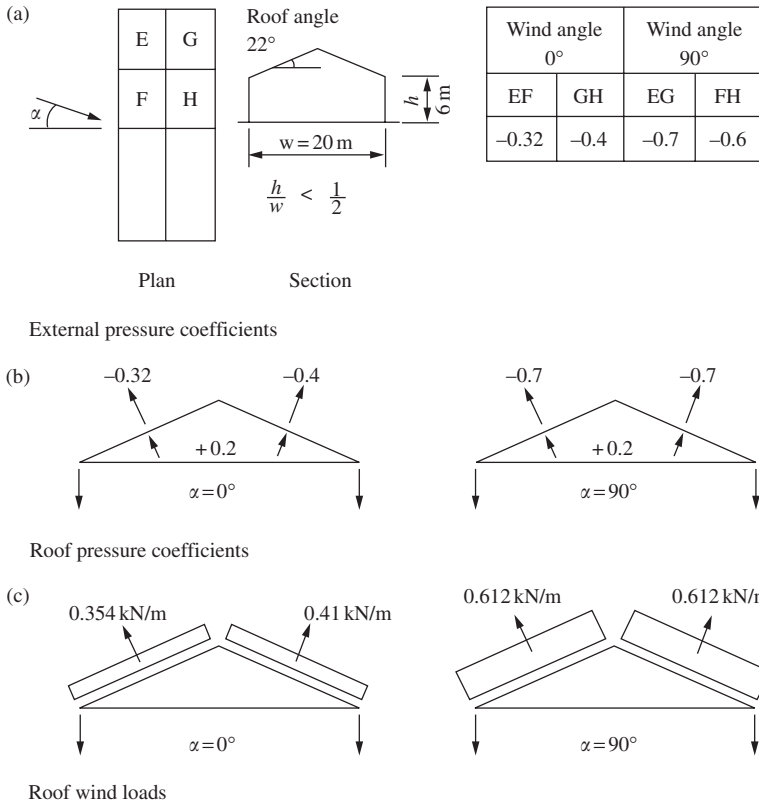 (a)
E G
F H
α
Plan
Roof angle
22°
h
6 m
w = 20 m
h/w < 1/2
Section
Wind angle 0° Wind angle 90°
EF GH EG FH
–0.32 –0.4 –0.7 –0.6
External pressure coefficients
(b)
–0.32 –0.4 –0.7 –0.7
+0.2 +0.2
α = 0° α = 90°
Roof pressure coefficients
(c)
0.354 kN/m 0.41 kN/m 0.612 kN/m 0.612 kN/m
α = 0° α = 90°
Roof wind loads